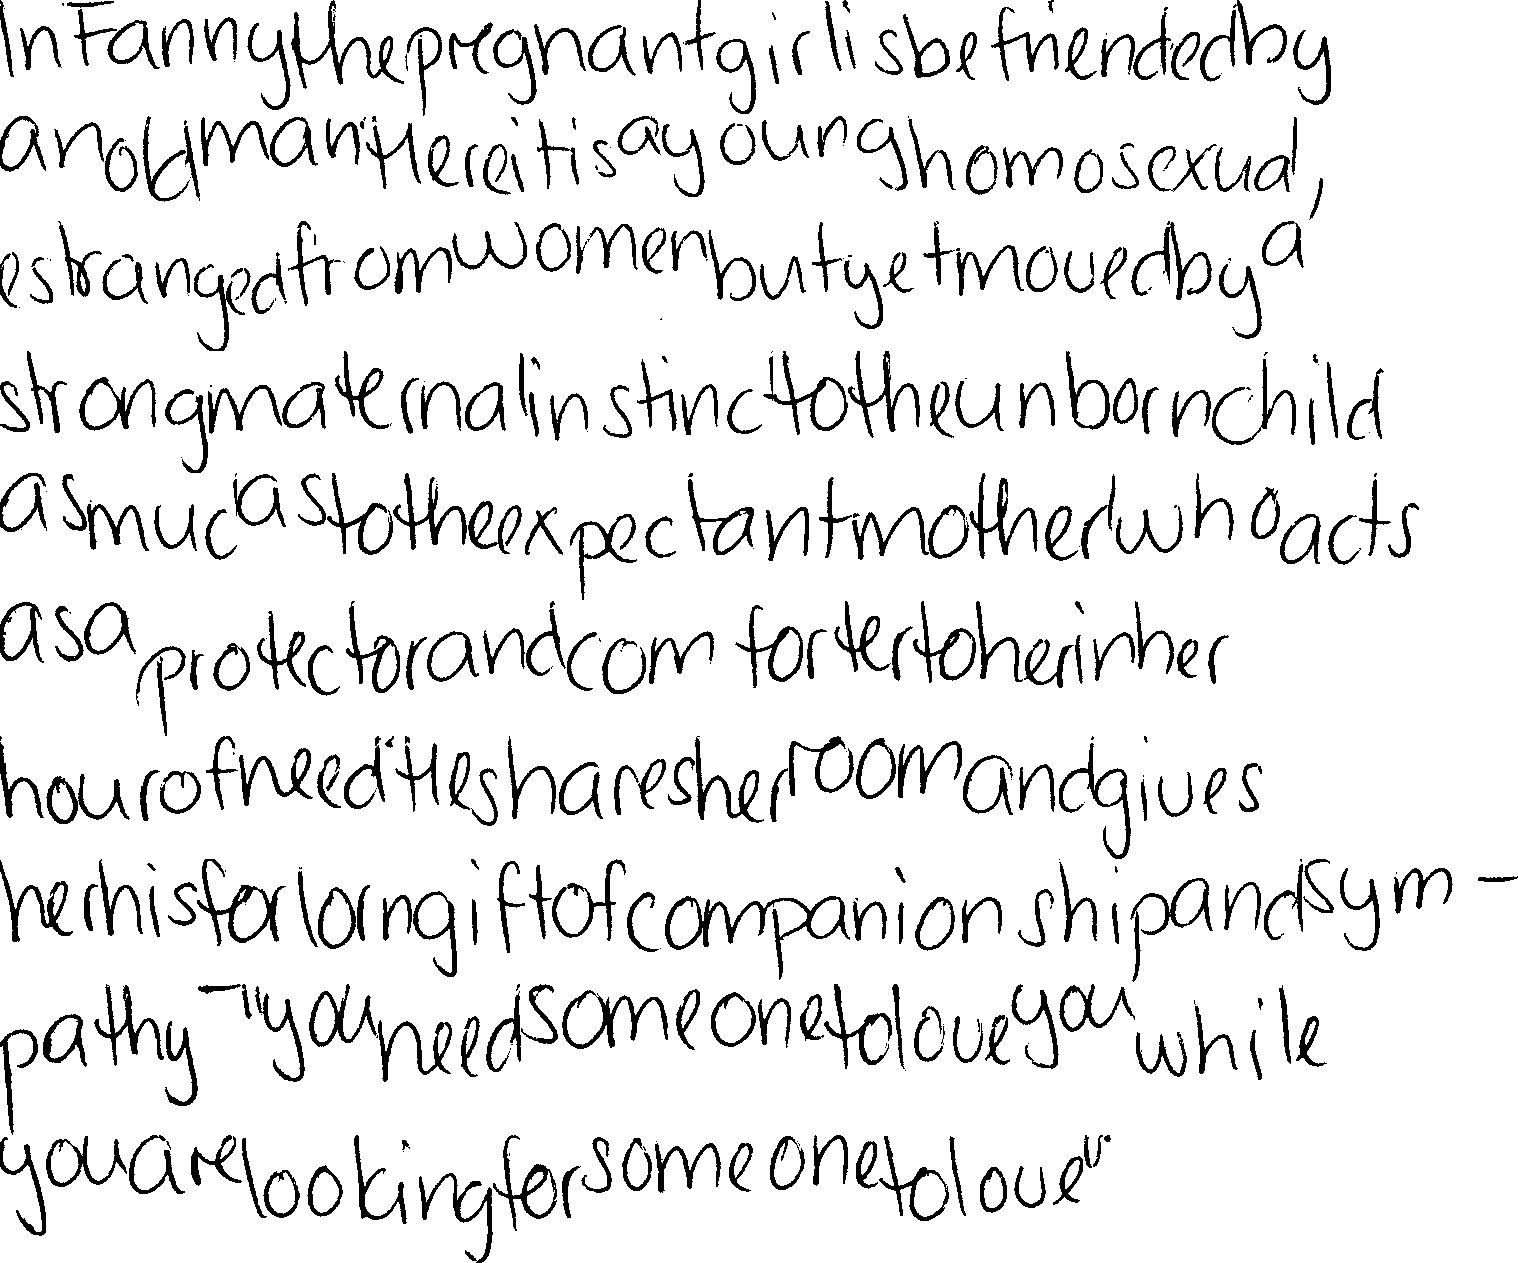 In Fanny the pregnant girl is befriended by
an old man. Here it is a young homosexual,
estranged from women but yet moved by a
strong maternal instinct to the unborn child
as muc as to the expectant mother, who acts
as a protector and comforter to her in her
hour of need. He shares her room and gives
her his forlorn gift of companionship and sym-
pathy - "you need someone to love you while
you are looking for someone to love".